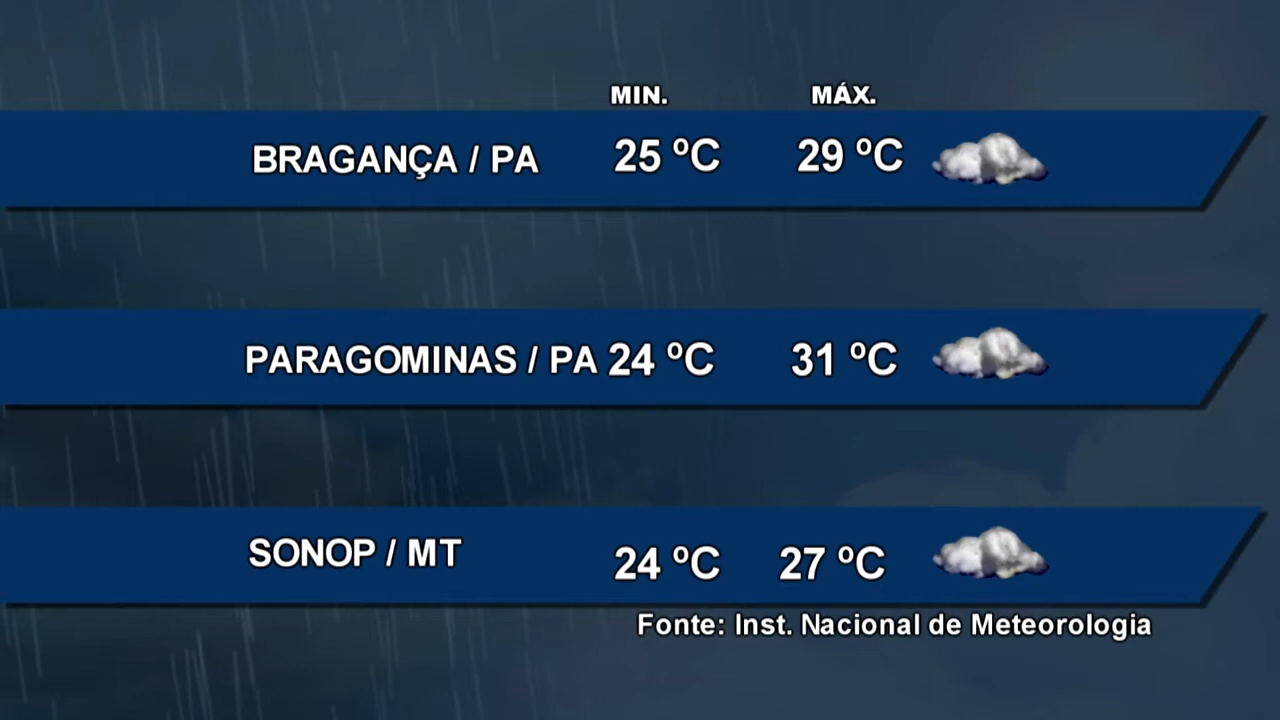 MIN. MÁX.
BRAGANÇA / PA 25 ºC 29 ºC
PARAGOMINAS / PA 24 ºC 31 ºC
SONOP / MT 24 ºC 27 ºC
Fonte: Inst. Nacional de Meteorologia